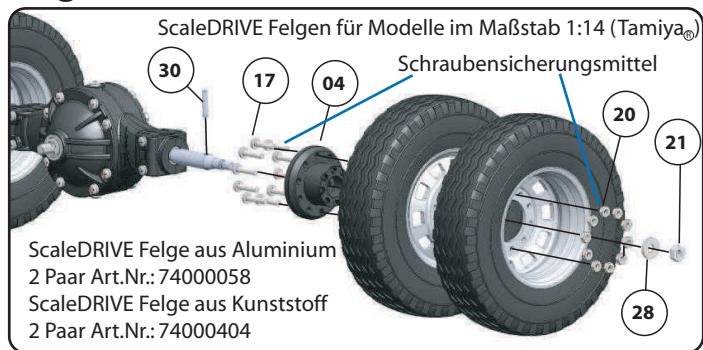 ScaleDRIVE Felgen für Modelle im Maßstab 1:14 (Tamiya®)
30
17
04
Schraubensicherungsmittel
20
21
28
ScaleDRIVE Felge aus Aluminium
2 Paar Art.Nr.: 74000058
ScaleDRIVE Felge aus Kunststoff
2 Paar Art.Nr.: 74000404